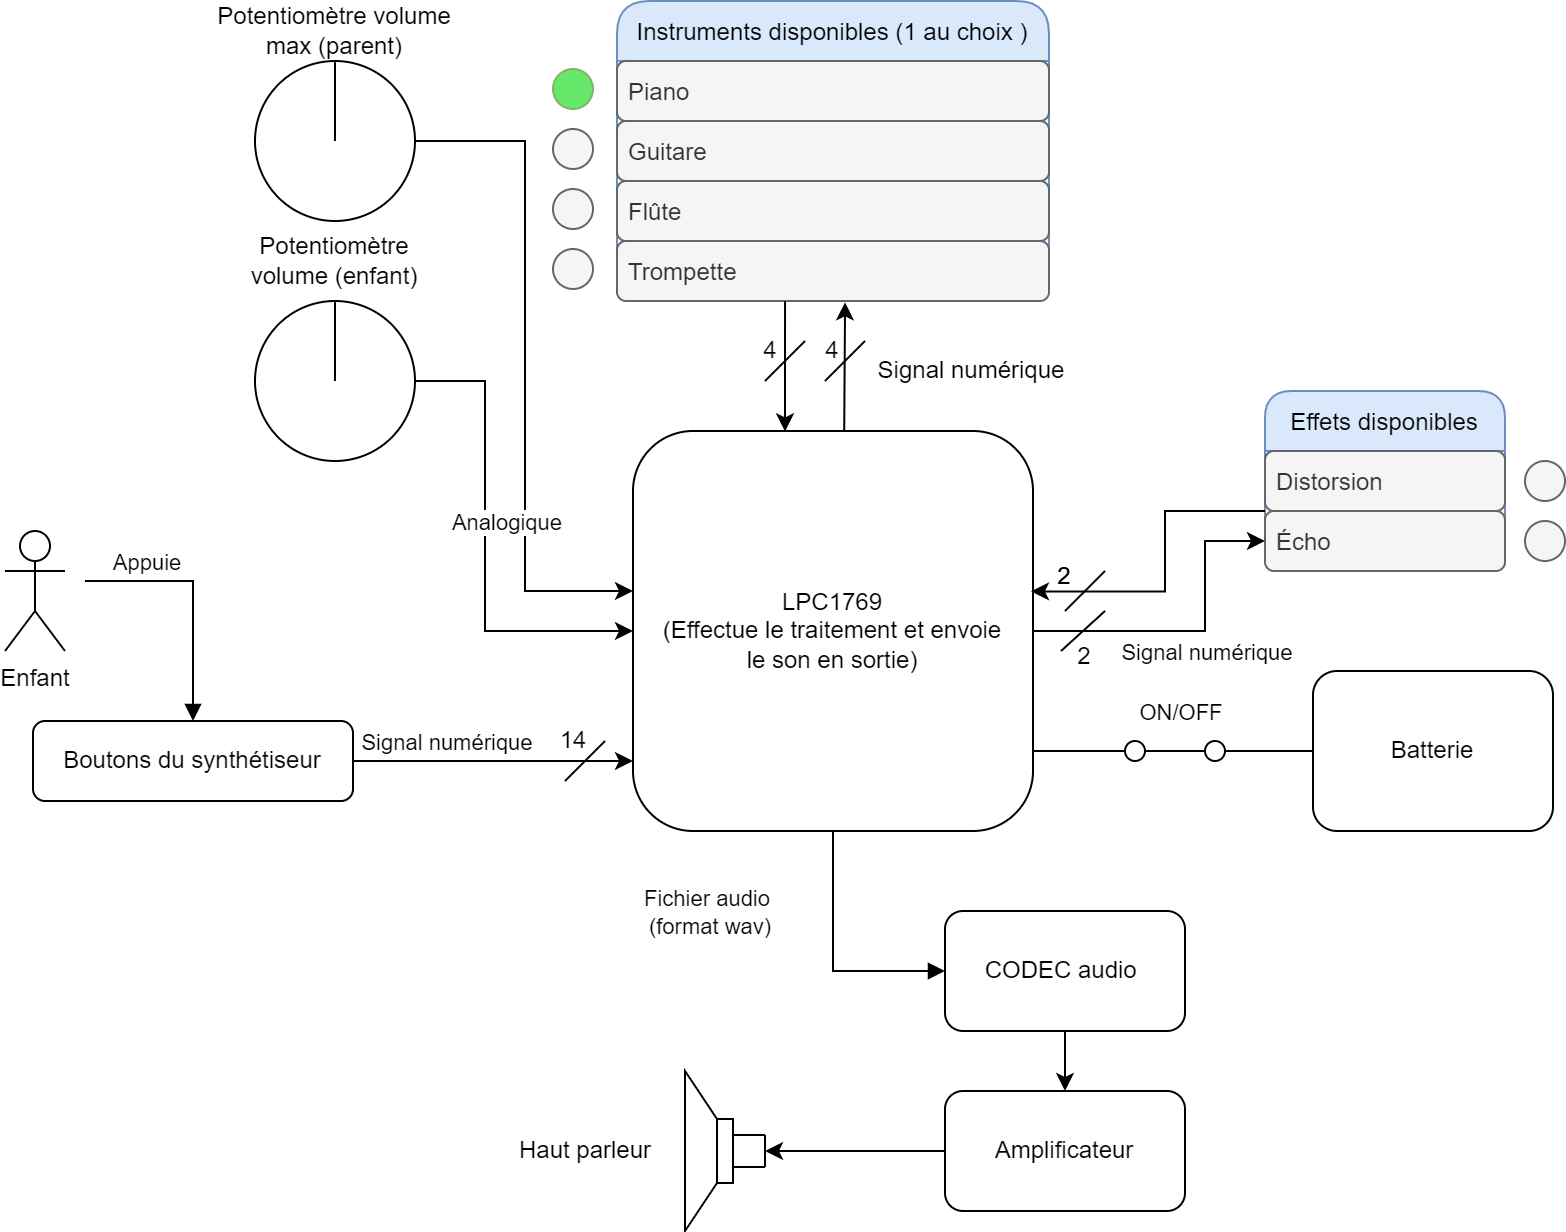 Potentiomètre volume
max (parent)
Instruments disponibles (1 au choix )
Piano
Guitare
Flûte
Trompette
Potentiomètre
volume (enfant)
4
4
Signal numérique
Effets disponibles
Distorsion
Écho
Analogique
Appuie
Enfant
LPC1769
(Effectue le traitement et envoie
le son en sortie)
2
2
Signal numérique
Boutons du synthétiseur
Signal numérique
14
ON/OFF
Batterie
Fichier audio
(format wav)
CODEC audio
Amplificateur
Haut parleur